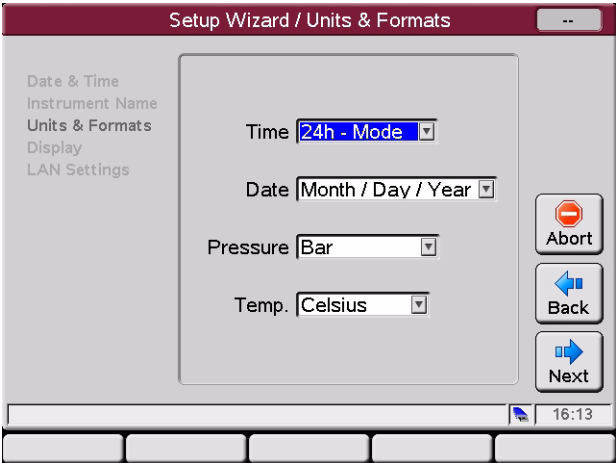 Setup Wizard / Units & Formats
--
Date & Time
Instrument Name
Units & Formats
Display
LAN Settings
Time 24h - Mode
Date Month / Day / Year
Pressure Bar
Temp. Celsius
Abort
Back
Next
16:13